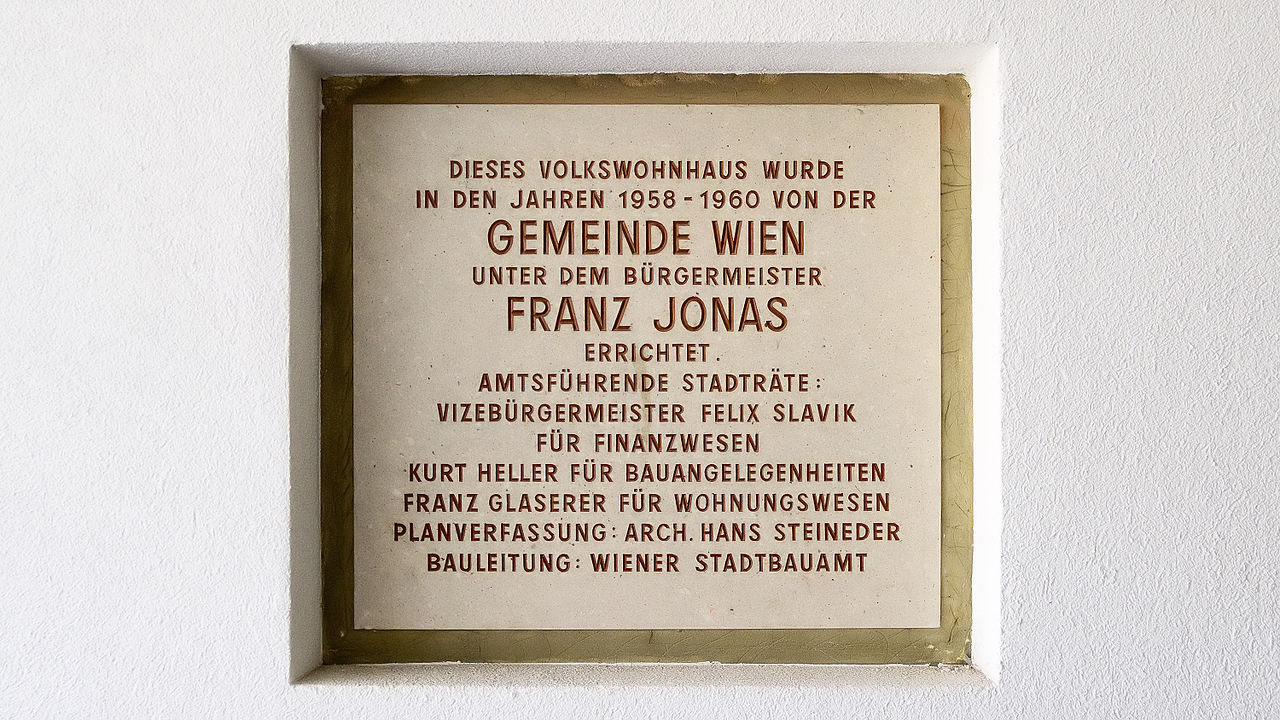 DIESES VOLKSWOHNHAUS WURDE
IN DEN JAHREN 1958-1960 VON DER
GEMEINDE WIEN
UNTER DEM BÜRGERMEISTER
FRANZ JONAS
ERRICHTET.
AMTSFÜHRENDE STADTRÄTE:
VIZEBÜRGERMEISTER FELIX SLAVIK
FÜR FINANZWESEN
KURT HELLER FÜR BAUANGELEGENHEITEN
FRANZ GLASERER FÜR WOHNUNGSWESEN
PLANVERFASSUNG: ARCH. HANS STEINEDER
BAULEITUNG: WIENER STADTBAUAMT